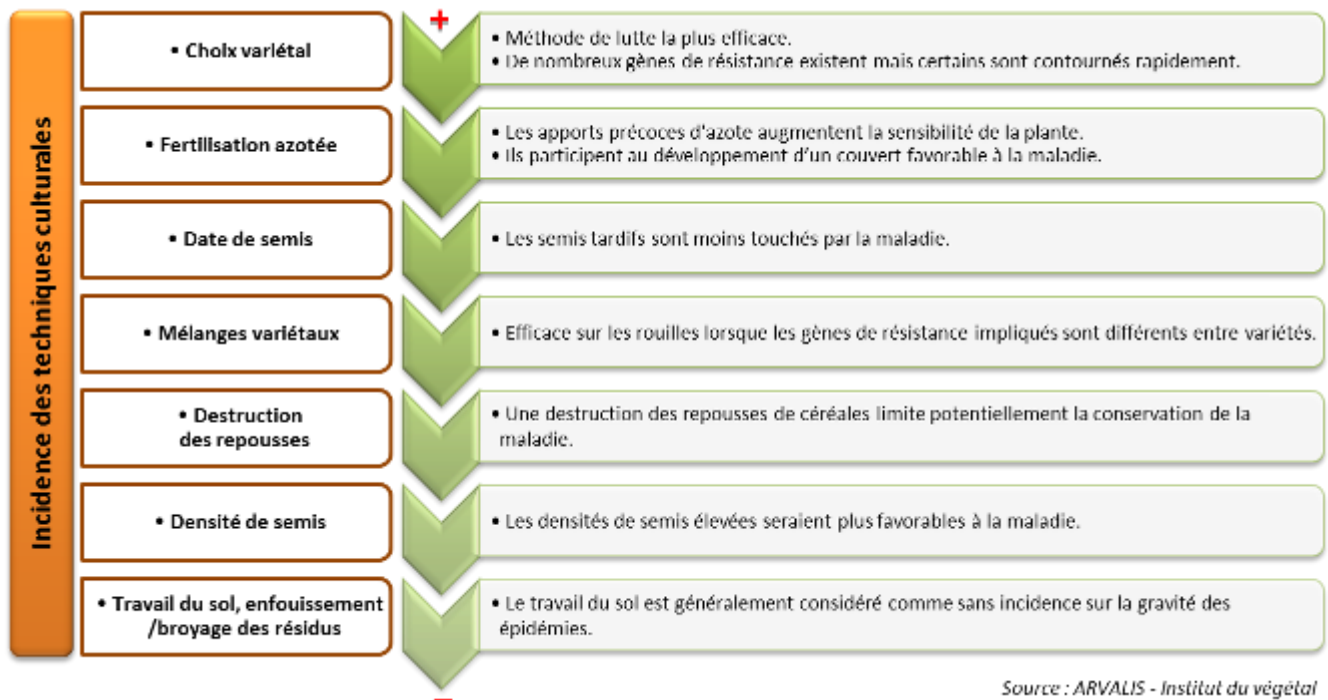 Incidence des techniques culturales
+
• Choix variétal
• Méthode de lutte la plus efficace.
• De nombreux gènes de résistance existent mais certains sont contournés rapidement.
• Fertilisation azotée
• Les apports précoces d'azote augmentent la sensibilité de la plante.
• Ils participent au développement d'un couvert favorable à la maladie.
• Date de semis
• Les semis tardifs sont moins touchés par la maladie.
• Mélanges variétaux
• Efficace sur les rouilles lorsque les gènes de résistance impliqués sont différents entre variétés.
• Destruction
des repousses
• Une destruction des repousses de céréales limite potentiellement la conservation de la
maladie.
• Densité de semis
• Les densités de semis élevées seraient plus favorables à la maladie.
• Travail du sol, enfouissement
/broyage des résidus
• Le travail du sol est généralement considéré comme sans incidence sur la gravité des
épidémies.
–
Source : ARVALIS - Institut du végétal